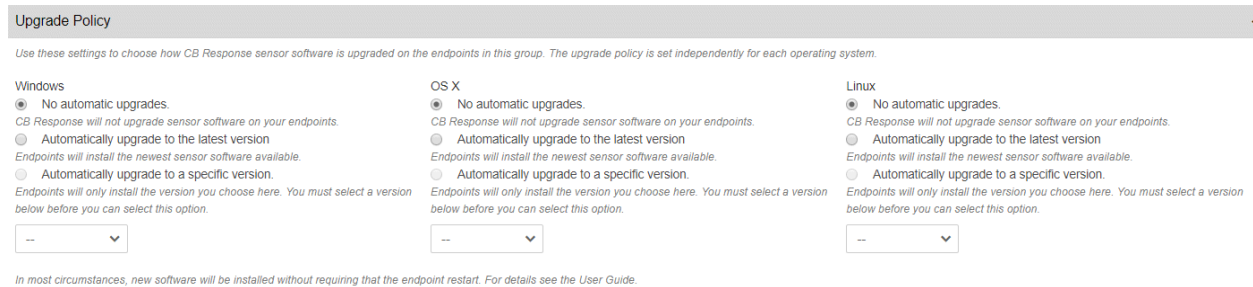 Upgrade Policy
Use these settings to choose how CB Response sensor software is upgraded on the endpoints in this group. The upgrade policy is set independently for each operating system.
Windows
No automatic upgrades.
CB Response will not upgrade sensor software on your endpoints.
Automatically upgrade to the latest version
Endpoints will install the newest sensor software available.
Automatically upgrade to a specific version.
Endpoints will only install the version you choose here. You must select a version
below before you can select this option.
--
OS X
No automatic upgrades.
CB Response will not upgrade sensor software on your endpoints.
Automatically upgrade to the latest version
Endpoints will install the newest sensor software available.
Automatically upgrade to a specific version.
Endpoints will only install the version you choose here. You must select a version
below before you can select this option.
--
Linux
No automatic upgrades.
CB Response will not upgrade sensor software on your endpoints.
Automatically upgrade to the latest version
Endpoints will install the newest sensor software available.
Automatically upgrade to a specific version.
Endpoints will only install the version you choose here. You must select a version
below before you can select this option.
--
In most circumstances, new software will be installed without requiring that the endpoint restart. For details see the User Guide.